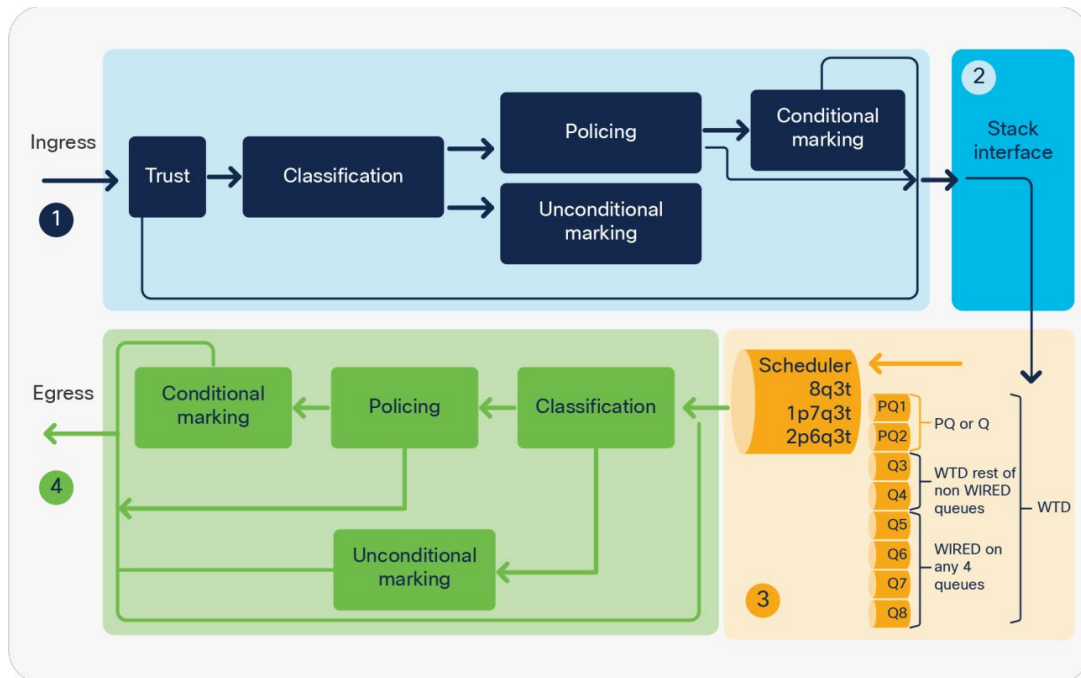 Ingress
1
Trust
Classification
Policing
Unconditional
marking
Conditional
marking
2
Stack
interface
Egress
4
Conditional
marking
Policing
Classification
Unconditional
marking
Scheduler
8q3t
1p7q3t
2p6q3t
PQ1
PQ2
Q3
Q4
Q5
Q6
Q7
Q8
PQ or Q
WTD rest of
non WIRED
queues
WIRED on
any 4
queues
WTD
3